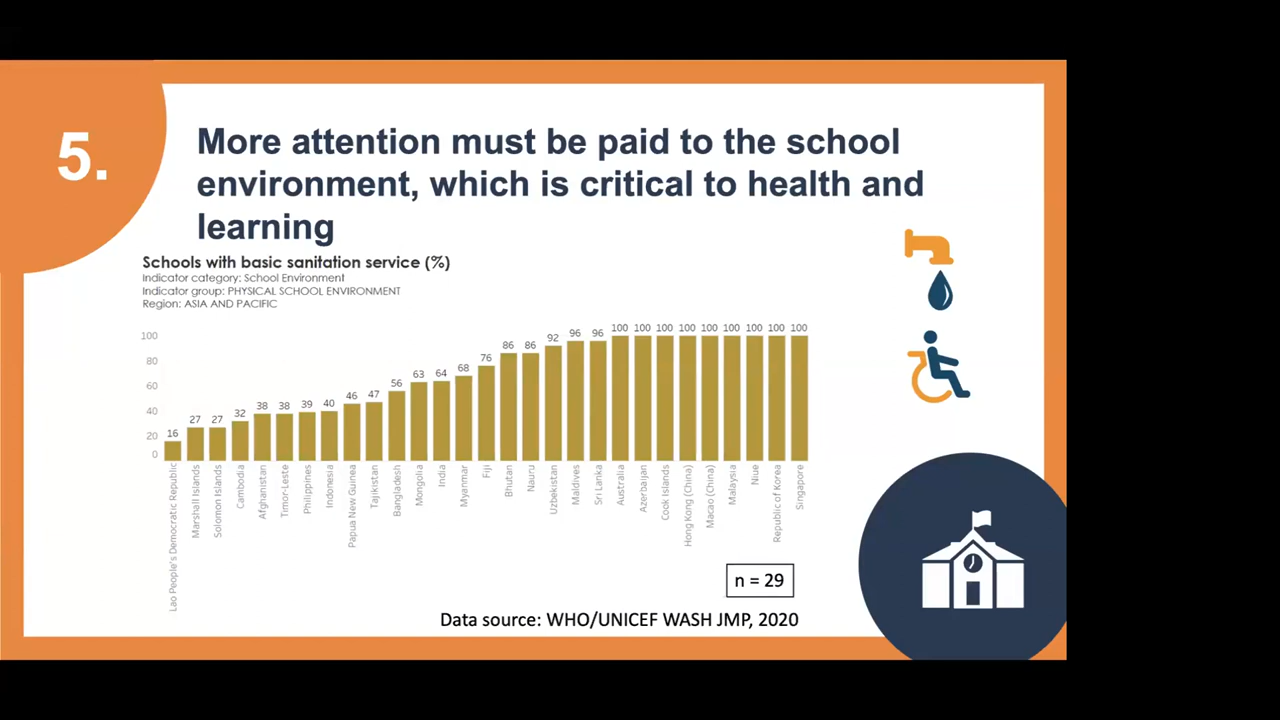 5.
More attention must be paid to the school
environment, which is critical to health and
learning
Schools with basic sanitation service (%)
Indicator category: School Environment
Indicator group: PHYSICAL SCHOOL ENVIRONMENT
Region: ASIA AND PACIFIC
100
80
60
40
20
0
16
27
27
32
38
38
39
40
46
47
56
63
64
68
76
86
86
92
96
96
100
100
100
100
100
100
100
100
100
Lao People's Democratic Republic
Marshall Islands
Solomon Islands
Cambodia
Afghanistan
Timor-Leste
Philippines
Indonesia
Papua New Guinea
Tajikistan
Bangladesh
Mongolia
India
Myanmar
Fiji
Bhutan
Nauru
Uzbekistan
Maldives
Sri Lanka
Australia
Azerbaijan
Cook Islands
Hong Kong (China)
Macao (China)
Malaysia
Niue
Republic of Korea
Singapore
n = 29
Data source: WHO/UNICEF WASH JMP, 2020